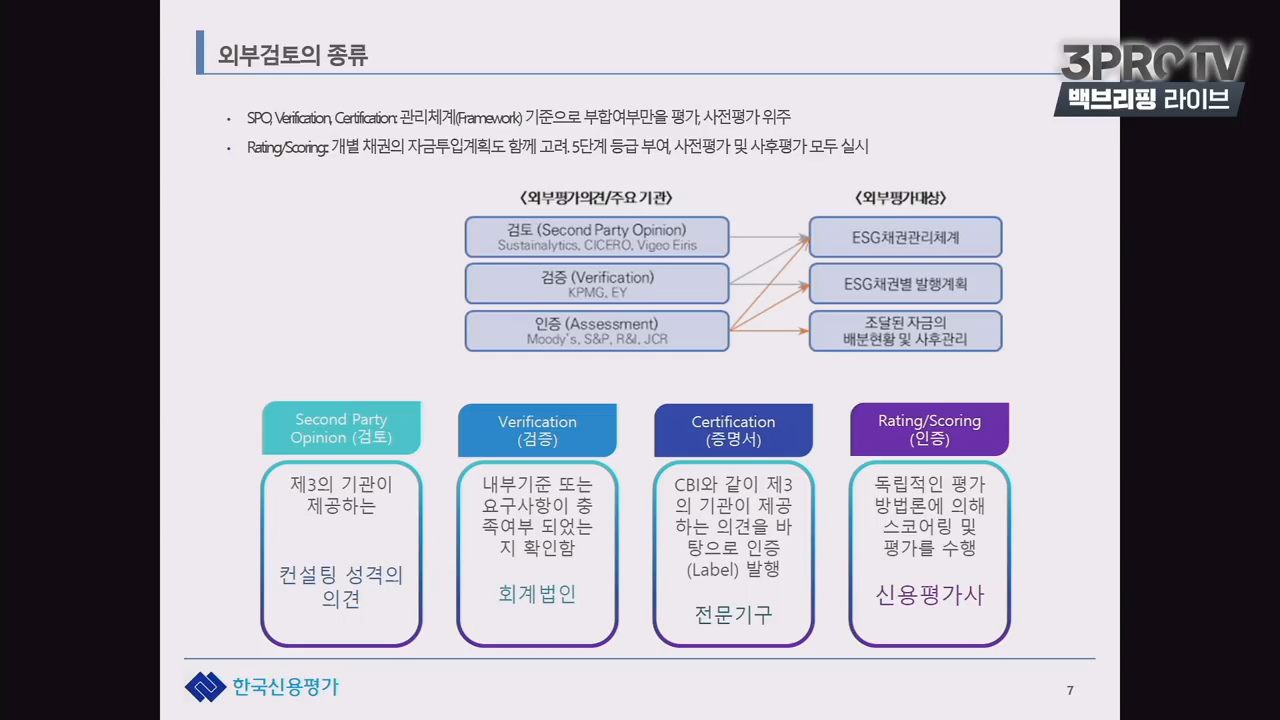 외부검토의 종류
3PROTV
백브리핑 라이브
• SPO, Verification, Certification: 관리체계(Framework) 기준으로 부합여부만을 평가, 사전평가 위주
• Rating/Scoring: 개별 채권의 자금투입계획도 함께 고려. 5단계 등급 부여, 사전평가 및 사후평가 모두 실시
<외부평가의견/주요 기관>
<외부평가대상>
검토 (Second Party Opinion)
Sustainalytics, CICERO, Vigeo Eiris
ESG채권관리체계
검증 (Verification)
KPMG, EY
ESG채권별 발행계획
인증 (Assessment)
Moody's, S&P, R&I, JCR
조달된 자금의
배분현황 및 사후관리
Second Party
Opinion (검토)
제3의 기관이
제공하는
컨설팅 성격의
의견
Verification
(검증)
내부기준 또는
요구사항이 충
족여부 되었는
지 확인함
회계법인
Certification
(증명서)
CBI와 같이 제3
의 기관이 제공
하는 의견을 바
탕으로 인증
(Label) 발행
전문기구
Rating/Scoring
(인증)
독립적인 평가
방법론에 의해
스코어링 및
평가를 수행
신용평가사
한국신용평가
7